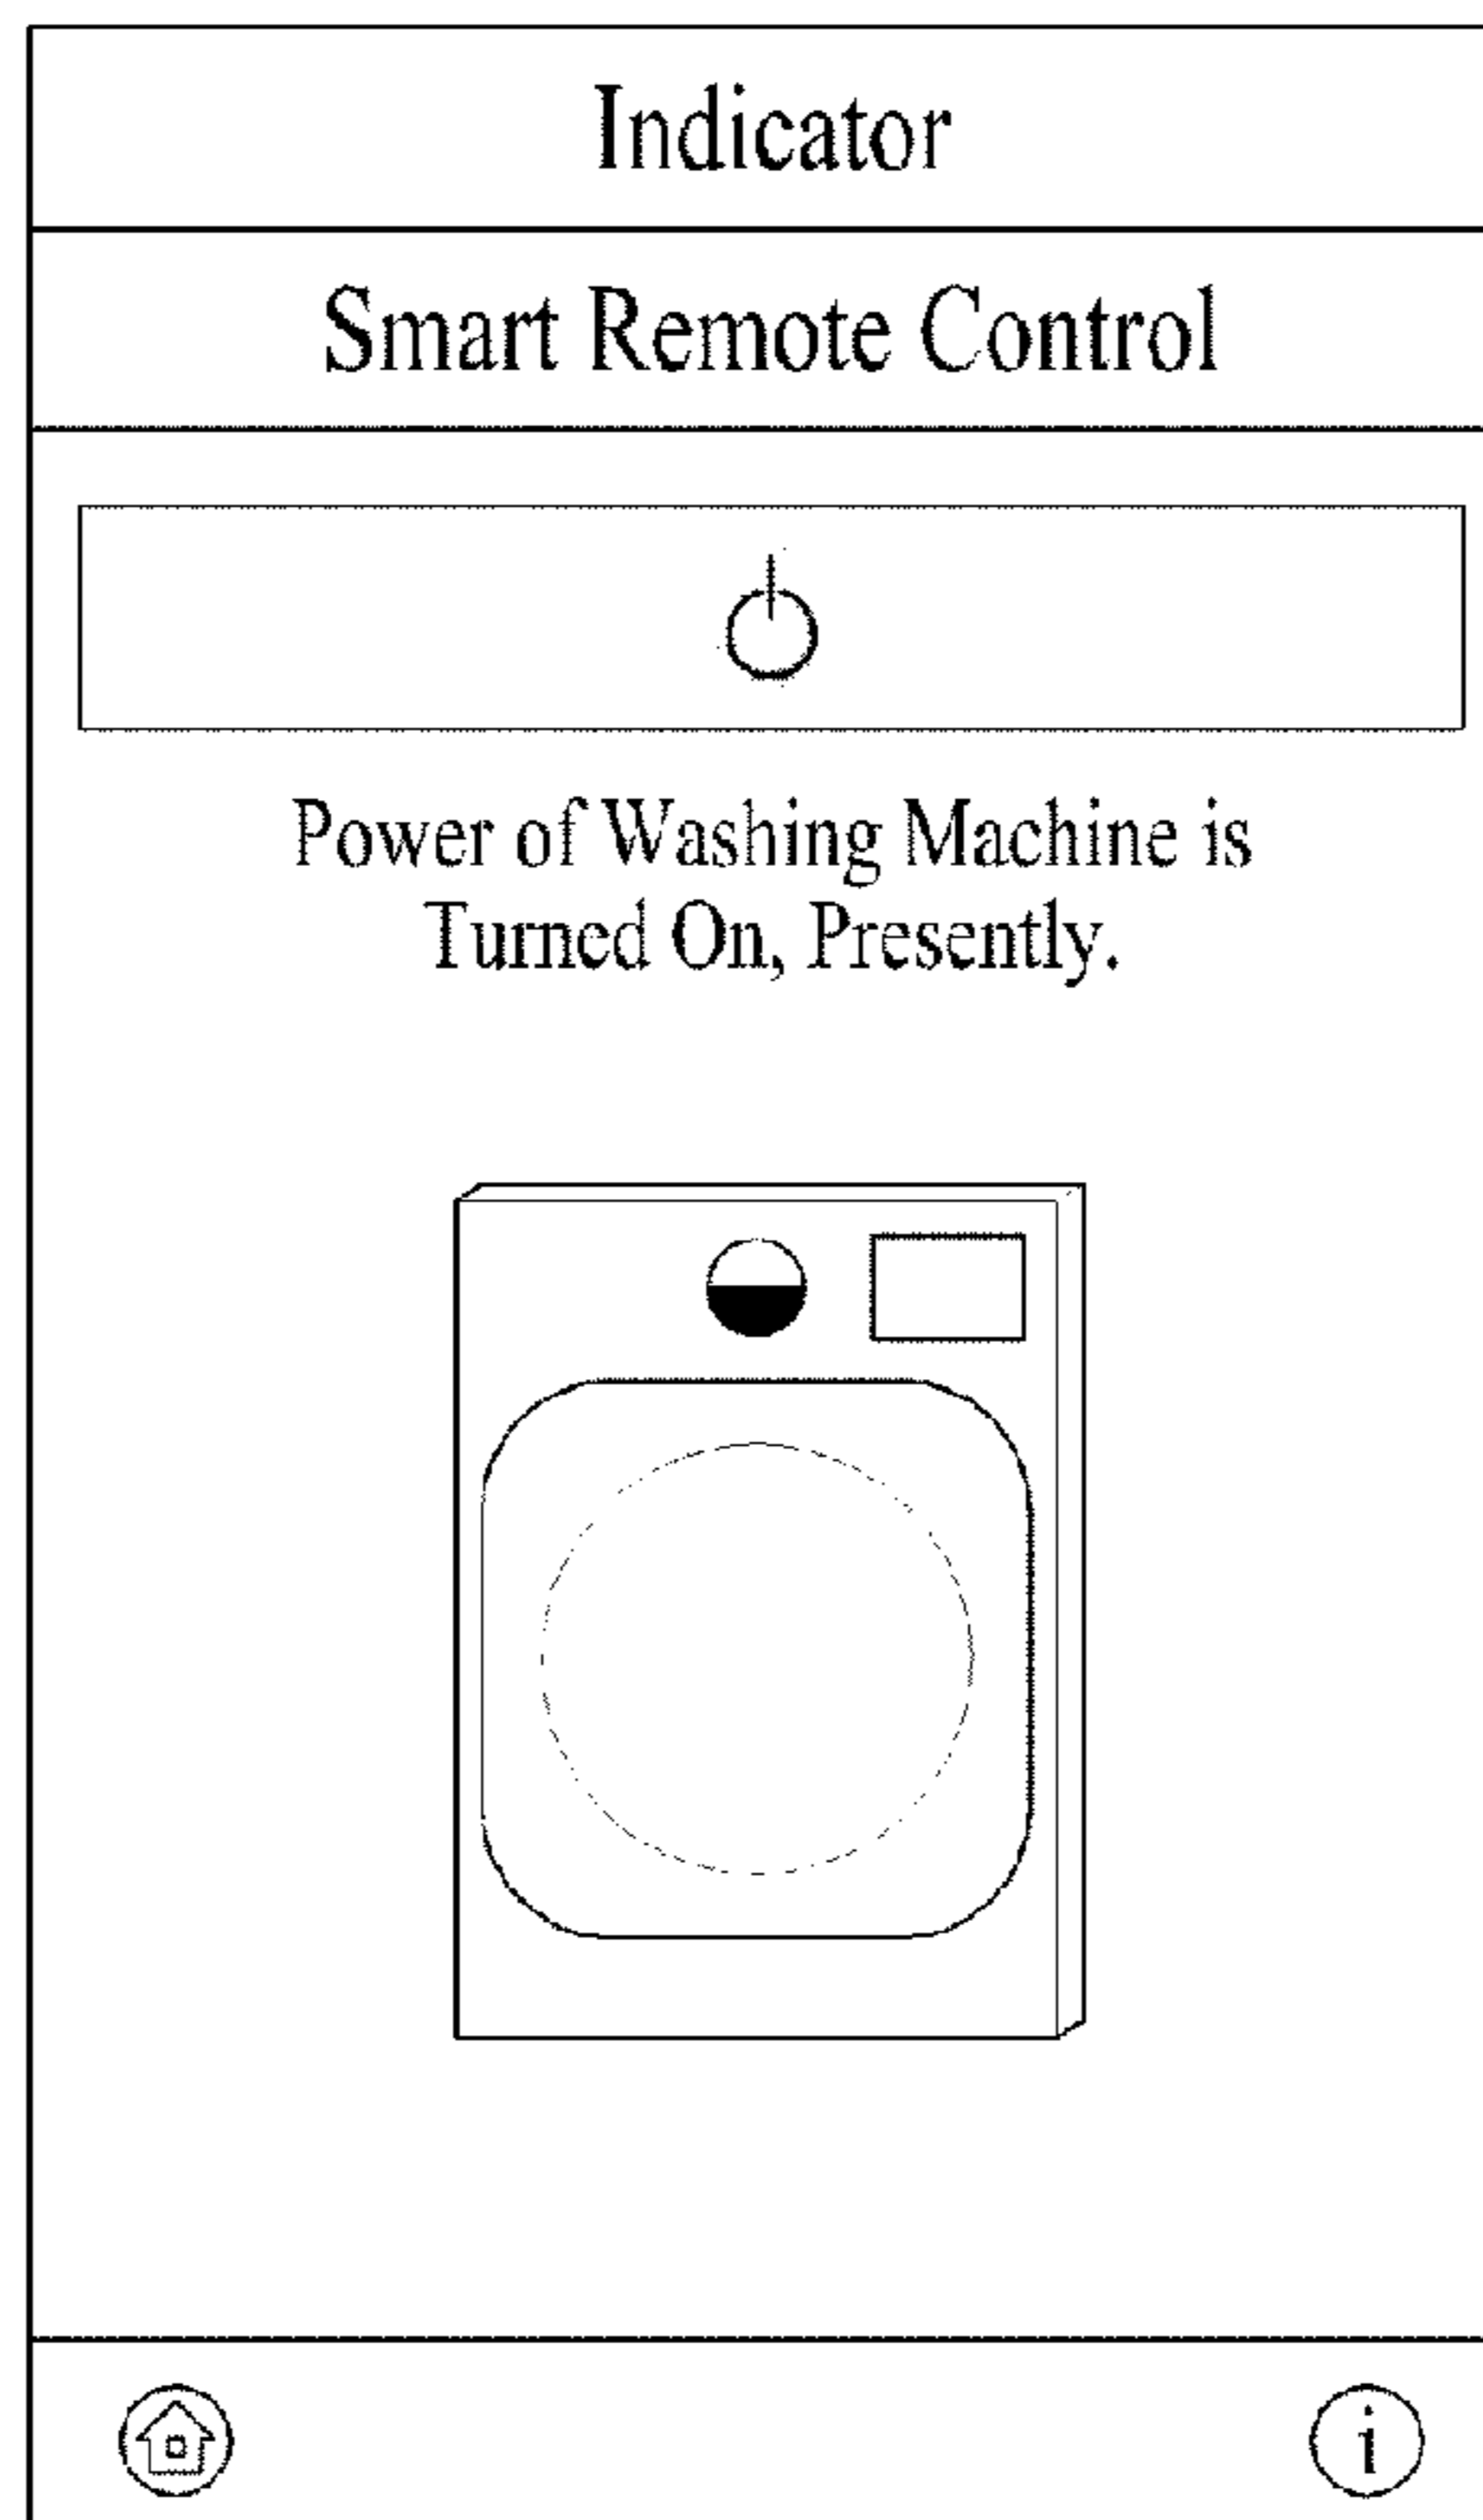 Indicator
Smart Remote Control
Power of Washing Machine is
Turned On, Presently.
i